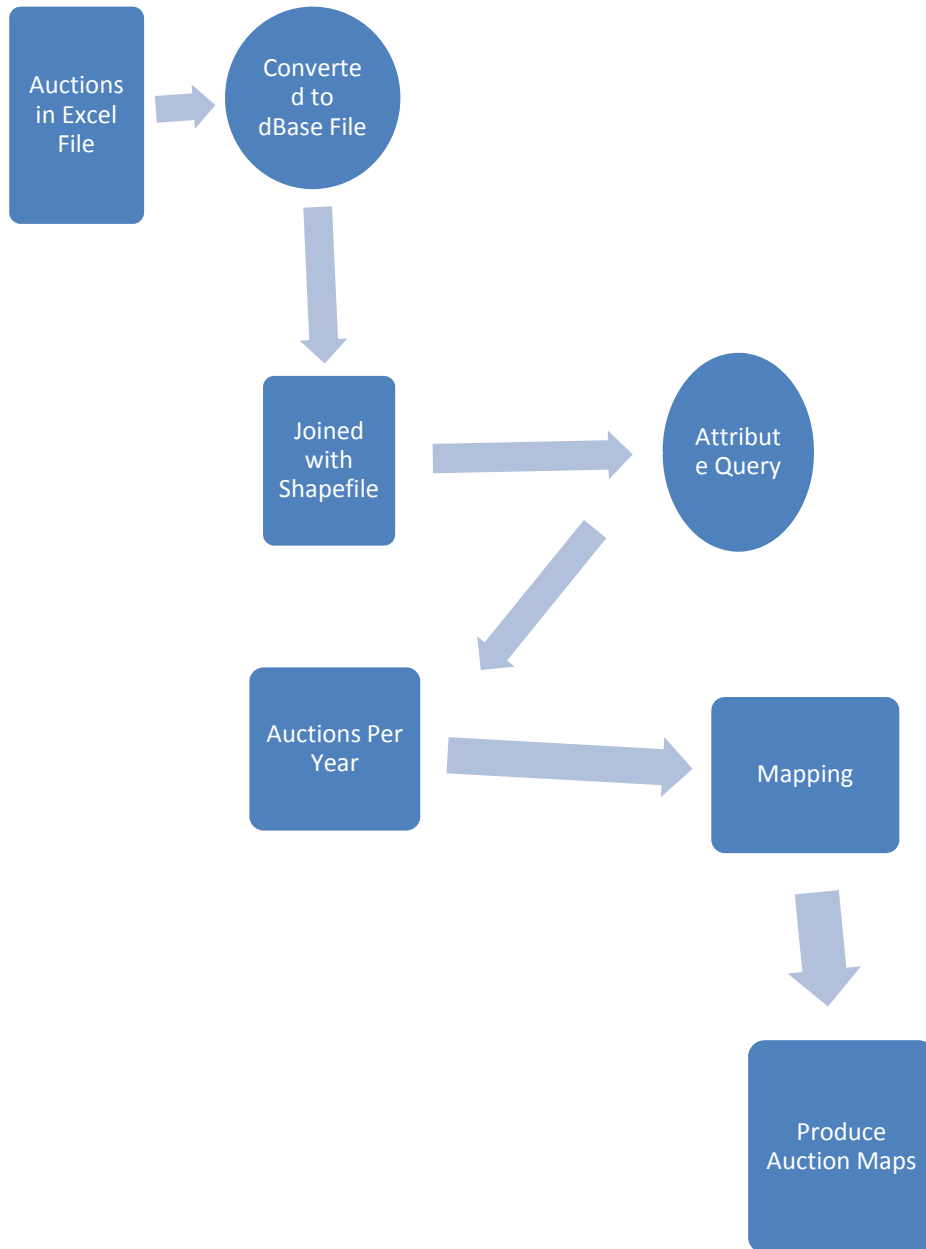 Auctions
in Excel
File
Converte
d to
dBase File
Joined
with
Shapefile
Attribut
e Query
Auctions Per
Year
Mapping
Produce
Auction Maps